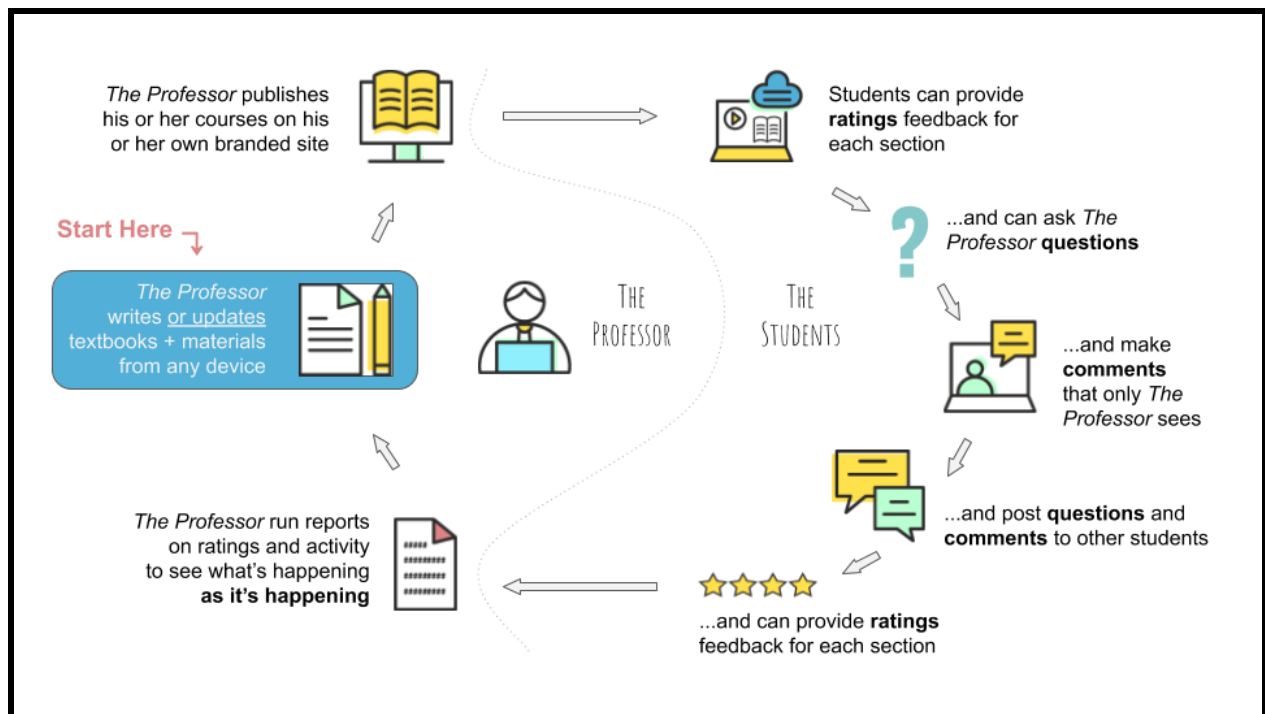 The Professor publishes
his or her courses on his
or her own branded site
Students can provide
ratings feedback for
each section
...and can ask The
Professor questions
Start Here
The Professor
writes or updates
textbooks + materials
from any device
The
Professor
The
Students
...and make
comments
that only The
Professor sees
...and post questions and
comments to other students
The Professor run reports
on ratings and activity
to see what's happening
as it's happening
...and can provide ratings
feedback for each section